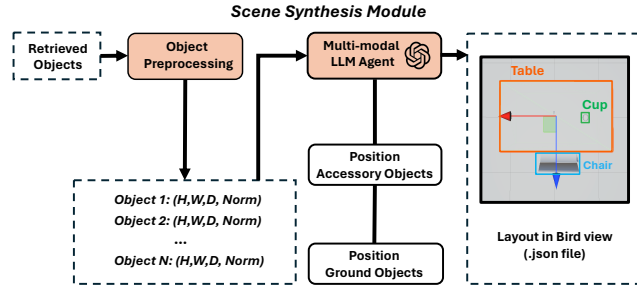 Scene Synthesis Module
Retrieved
Objects
Object
Preprocessing
Multi-modal
LLM Agent
Object 1: (H,W,D, Norm)
Object 2: (H,W,D, Norm)
...
Object N: (H,W,D, Norm)
Position
Accessory Objects
Position
Ground Objects
Table
Cup
Chair
Layout in Bird view
(.json file)